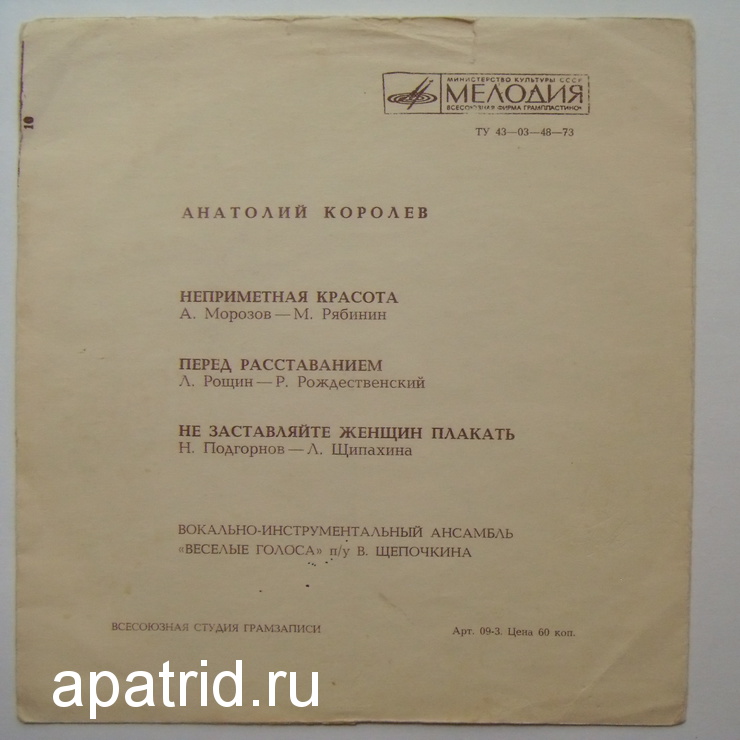 МИНИСТЕРСТВО КУЛЬТУРЫ СССР
МЕЛОДИЯ
ВСЕСОЮЗНАЯ ФИРМА ГРАМПЛАСТИНОК
ТУ 43—03—48—73
10
АНАТОЛИЙ КОРОЛЕВ
НЕПРИМЕТНАЯ КРАСОТА
А. Морозов — М. Рябинин
ПЕРЕД РАССТАВАНИЕМ
Л. Рощин — Р. Рождественский
НЕ ЗАСТАВЛЯЙТЕ ЖЕНЩИН ПЛАКАТЬ
Н. Подгорнов — Л. Щипахина
ВОКАЛЬНО-ИНСТРУМЕНТАЛЬНЫЙ АНСАМБЛЬ
«ВЕСЕЛЫЕ ГОЛОСА» п/у В. ЩЕПОЧКИНА
ВСЕСОЮЗНАЯ СТУДИЯ ГРАМЗАПИСИ
Арт. 09-3. Цена 60 коп.
apatrid.ru